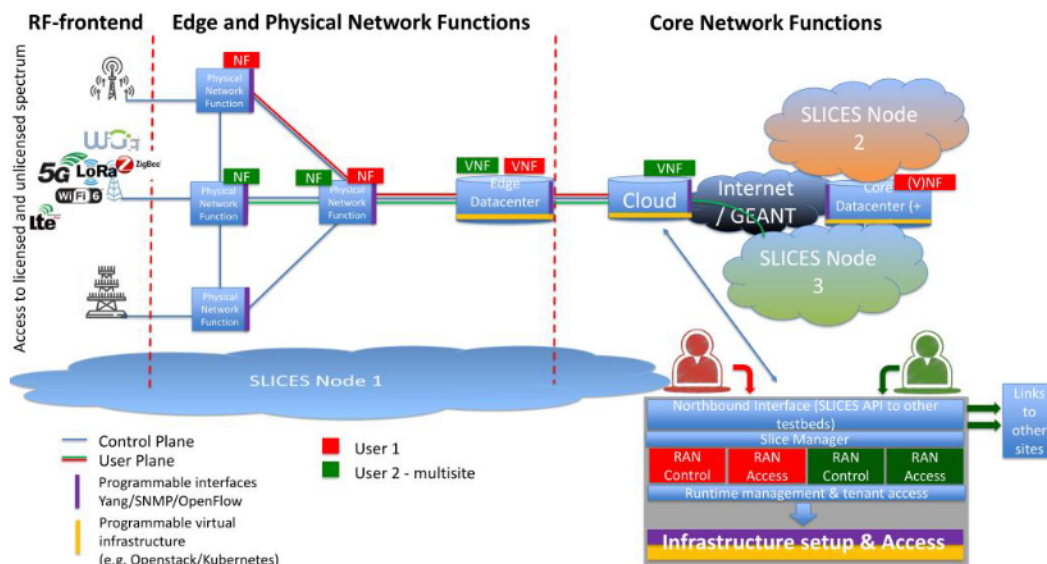 RF-frontend
Edge and Physical Network Functions
Core Network Functions
Access to licensed and unlicensed spectrum
NF
Physical
Network
Function
5G
LoRa
ZigBee
WiFi 6
lte
NF
Physical
Network
Function
NF
NF
Physical
Network
Function
Physical
Network
Function
VNF
VNF
Edge
Datacenter
VNF
Cloud
Internet
/ GEANT
SLICES Node
2
(V)NF
Core
Datacenter (+
SLICES Node
3
SLICES Node 1
Control Plane
User Plane
Programmable interfaces
Yang/SNMP/OpenFlow
Programmable virtual
infrastructure
(e.g. Openstack/Kubernetes)
User 1
User 2 - multisite
Northbound Interface (SLICES API to other
testbeds)
Slice Manager
RAN
Control
RAN
Access
RAN
Control
RAN
Access
Runtime management & tenant access
Infrastructure setup & Access
Links
to
other
sites